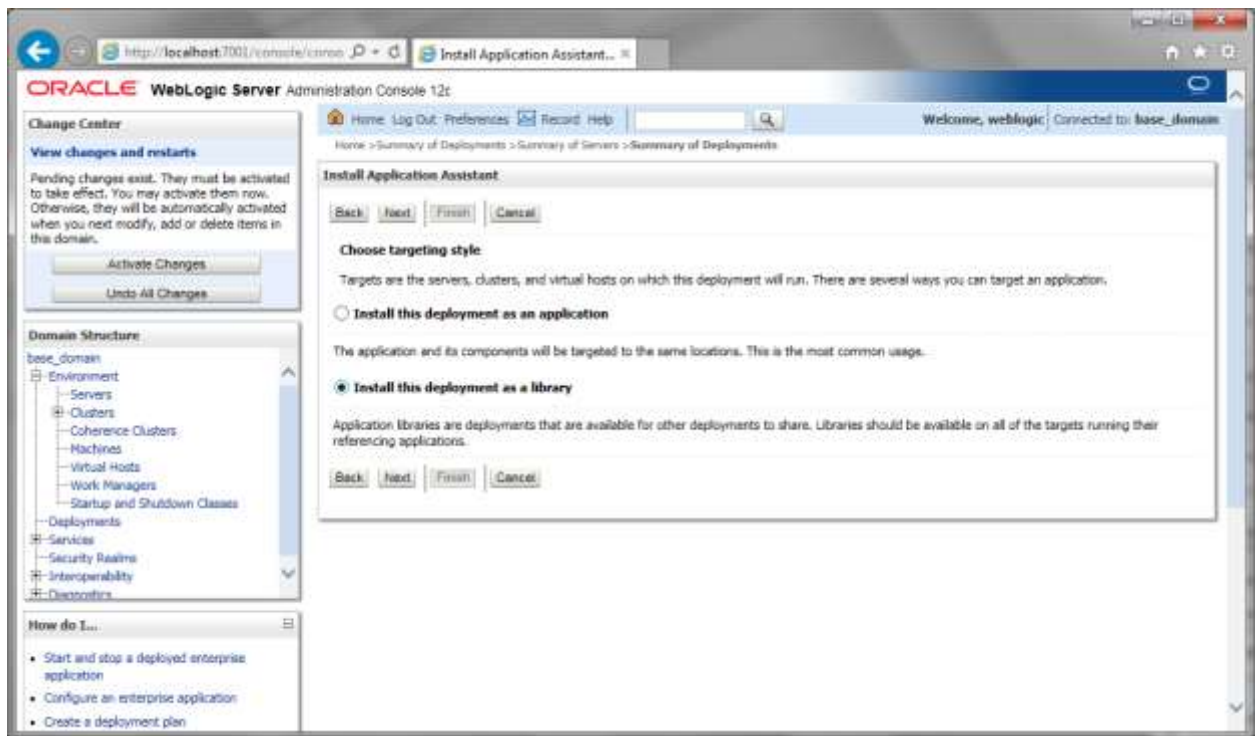 http://localhost:7001/console/conso
Install Application Assistant...
ORACLE WebLogic Server Administration Console 12c
Change Center
View changes and restarts
Pending changes exist. They must be activated
to take effect. You may activate them now.
Otherwise, they will be automatically activated
when you next modify, add or delete items in
this domain.
Activate Changes
Undo All Changes
Domain Structure
base_domain
Environment
Servers
Clusters
Coherence Clusters
Machines
Virtual Hosts
Work Managers
Startup and Shutdown Classes
Deployments
Services
Security Realms
Interoperability
Diagnostics
How do I...
Start and stop a deployed enterprise
application
Configure an enterprise application
Create a deployment plan
Home Log Out Preferences Record Help
Welcome, weblogic Connected to: base_domain
Home >Summary of Deployments >Summary of Servers >Summary of Deployments
Install Application Assistant
Back Next Finish Cancel
Choose targeting style
Targets are the servers, clusters, and virtual hosts on which this deployment will run. There are several ways you can target an application.
Install this deployment as an application
The application and its components will be targeted to the same locations. This is the most common usage.
Install this deployment as a library
Application libraries are deployments that are available for other deployments to share. Libraries should be available on all of the targets running their
referencing applications.
Back Next Finish Cancel